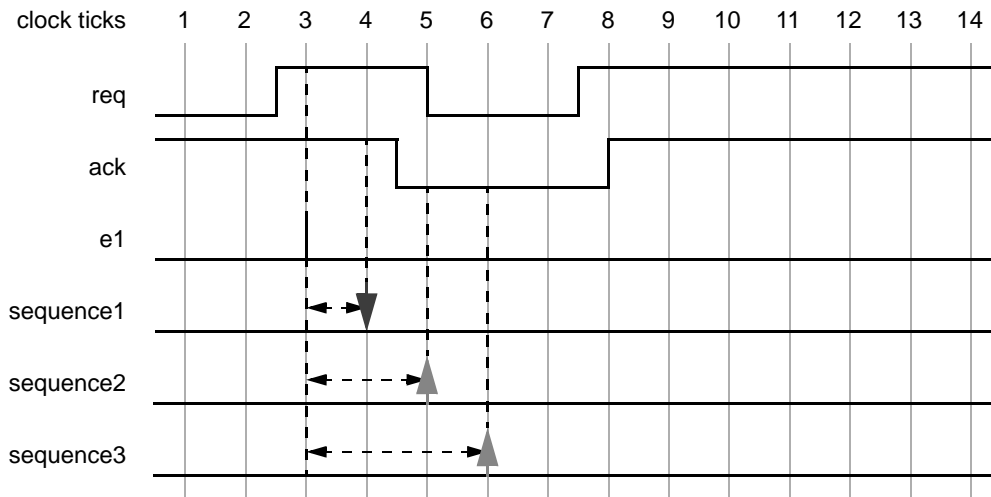 clock ticks 1 2 3 4 5 6 7 8 9 10 11 12 13 14
req
ack
e1
sequence1
sequence2
sequence3